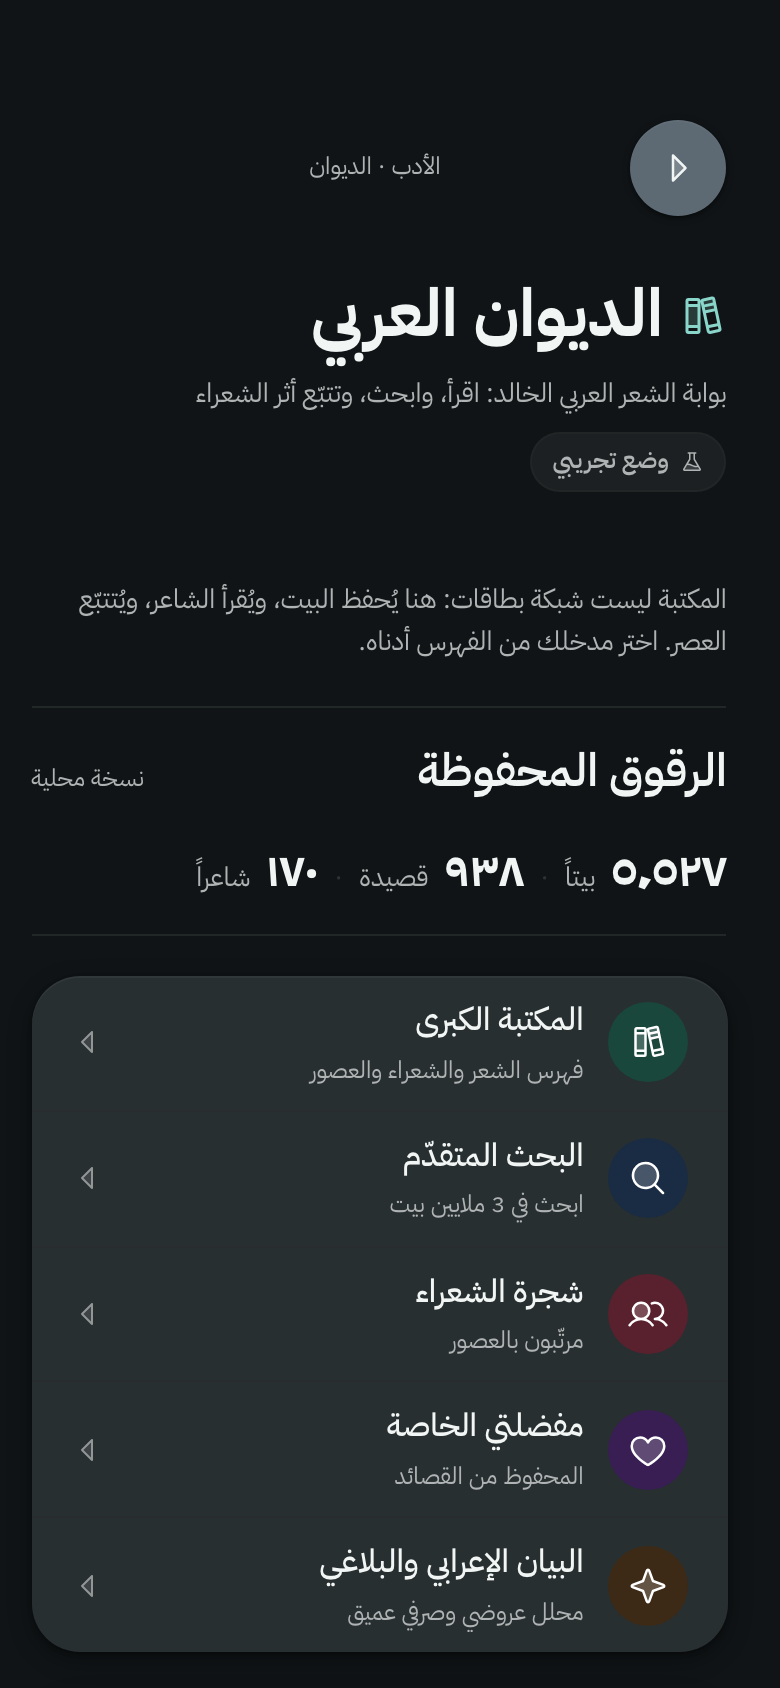 الأدب · الديوان
الديوان العربي
بوابة الشعر العربي الخالد: اقرأ، وابحث، وتتبّع أثر الشعراء
وضع تجريبي
المكتبة ليست شبكة بطاقات: هنا يُحفظ البيت، ويُقرأ الشاعر، ويُتتبّع
العصر. اختر مدخلك من الفهرس أدناه.
الرقوق المحفوظة
نسخة محلية
٥,٥٢٧ بيتاً · ٩٣٨ قصيدة · ١٧٠ شاعراً
المكتبة الكبرى
فهرس الشعر والشعراء والعصور
البحث المتقدّم
ابحث في 3 ملايين بيت
شجرة الشعراء
مرتّبون بالعصور
مفضلتي الخاصة
المحفوظ من القصائد
البيان الإعرابي والبلاغي
محلل عروضي وصرفي عميق